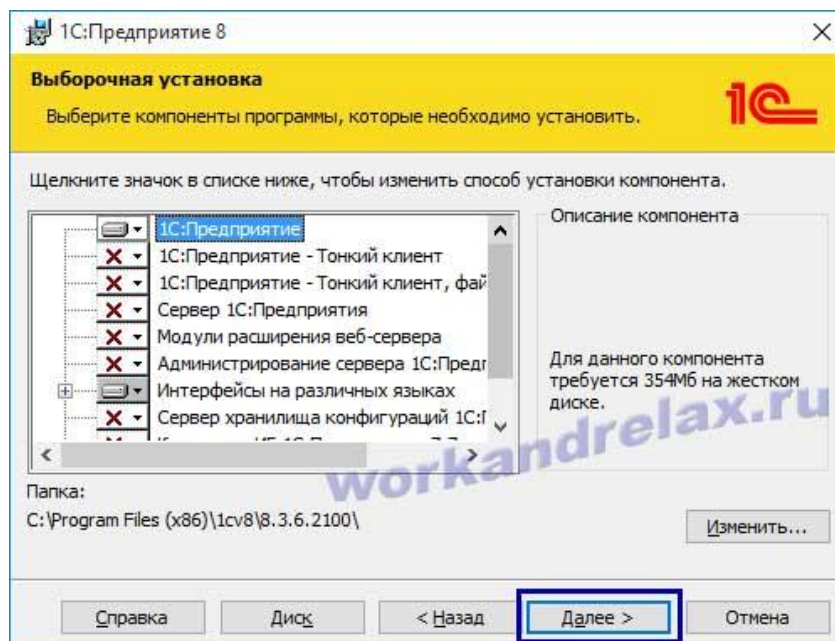 1С:Предприятие 8
Выборочная установка
Выберите компоненты программы, которые необходимо установить.
1С
Щелкните значок в списке ниже, чтобы изменить способ установки компонента.
Описание компонента
1С:Предприятие
1С:Предприятие - Тонкий клиент
1С:Предприятие - Тонкий клиент, фай
Сервер 1С:Предприятия
Модули расширения веб-сервера
Администрирование сервера 1С:Предп
Интерфейсы на различных языках
Сервер хранилища конфигураций 1С:П
Для данного компонента
требуется 354Мб на жестком
диске.
workandrelax.ru
Папка:
C:\Program Files (x86)\1cv8\8.3.6.2100\
Изменить...
Справка
Диск
< Назад
Далее >
Отмена